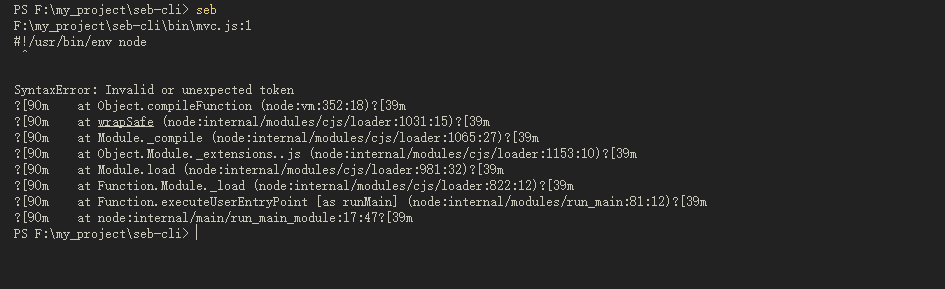 PS F:\my_project\seb-cli> seb
F:\my_project\seb-cli\bin\mvc.js:1
#!/usr/bin/env node
 ^

SyntaxError: Invalid or unexpected token
?[90m    at Object.compileFunction (node:vm:352:18)?[39m
?[90m    at wrapSafe (node:internal/modules/cjs/loader:1031:15)?[39m
?[90m    at Module._compile (node:internal/modules/cjs/loader:1065:27)?[39m
?[90m    at Object.Module._extensions..js (node:internal/modules/cjs/loader:1153:10)?[39m
?[90m    at Module.load (node:internal/modules/cjs/loader:981:32)?[39m
?[90m    at Function.Module._load (node:internal/modules/cjs/loader:822:12)?[39m
?[90m    at Function.executeUserEntryPoint [as runMain] (node:internal/modules/run_main:81:12)?[39m
?[90m    at node:internal/main/run_main_module:17:47?[39m
PS F:\my_project\seb-cli>